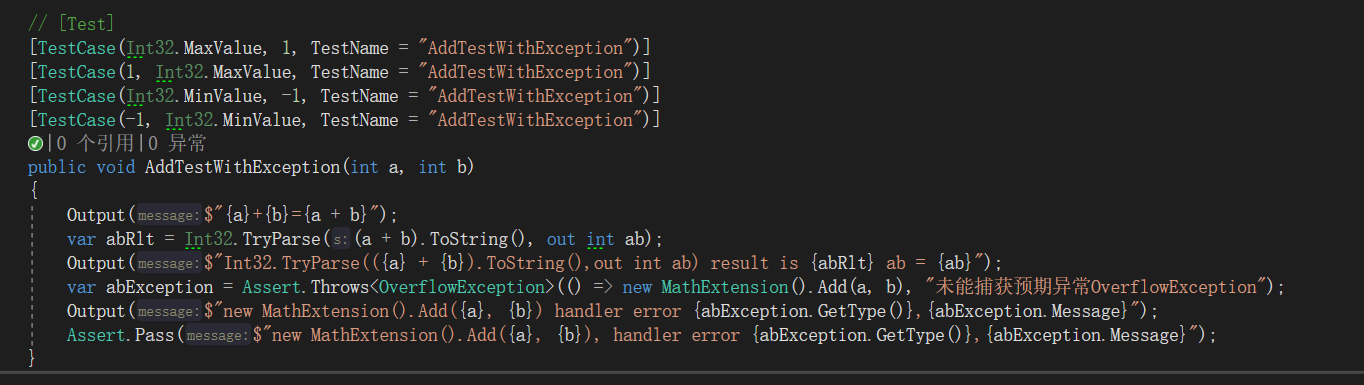 // [Test]
[TestCase(Int32.MaxValue, 1, TestName = "AddTestWithException")]
[TestCase(1, Int32.MaxValue, TestName = "AddTestWithException")]
[TestCase(Int32.MinValue, -1, TestName = "AddTestWithException")]
[TestCase(-1, Int32.MinValue, TestName = "AddTestWithException")]
|0 个引用|0 异常
public void AddTestWithException(int a, int b)
{
Output(message:$"{a}+{b}={a + b}");
var abRlt = Int32.TryParse(s:(a + b).ToString(), out int ab);
Output(message:$"Int32.TryParse(({a} + {b}).ToString(),out int ab) result is {abRlt} ab = {ab}");
var abException = Assert.Throws<OverflowException>(() => new MathExtension().Add(a, b), "未能捕获预期异常OverflowException");
Output(message:$"new MathExtension().Add({a}, {b}) handler error {abException.GetType()},{abException.Message}");
Assert.Pass(message:$"new MathExtension().Add({a}, {b}), handler error {abException.GetType()},{abException.Message}");
}